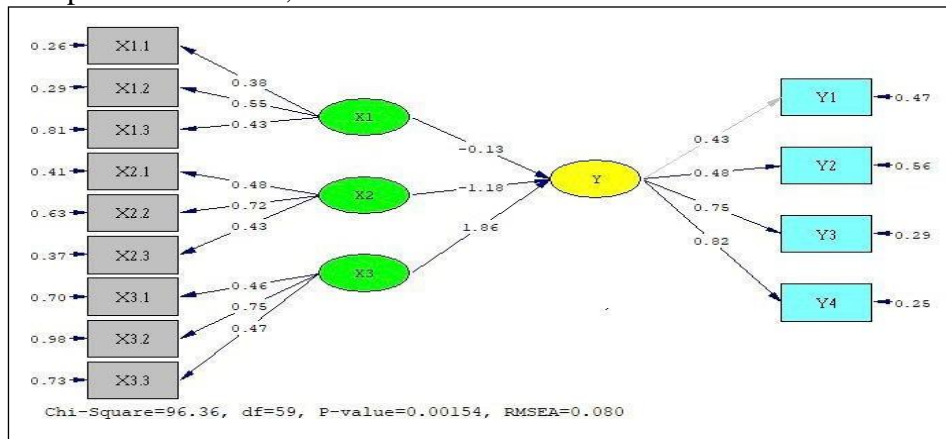 0.26 X1.1
0.38
0.29 X1.2
0.55
0.81 X1.3
0.43
X1
-0.13
0.41 X2.1
0.48
0.63 X2.2
0.72
X2
-1.18
0.37 X2.3
0.43
0.70 X3.1
0.46
X3
1.86
0.98 X3.2
0.75
0.73 X3.3
0.47
Y
0.43
Y1 0.47
0.48
Y2 0.56
0.75
Y3 0.29
0.82
Y4 0.25
Chi-Square=96.36, df=59, P-value=0.00154, RMSEA=0.080